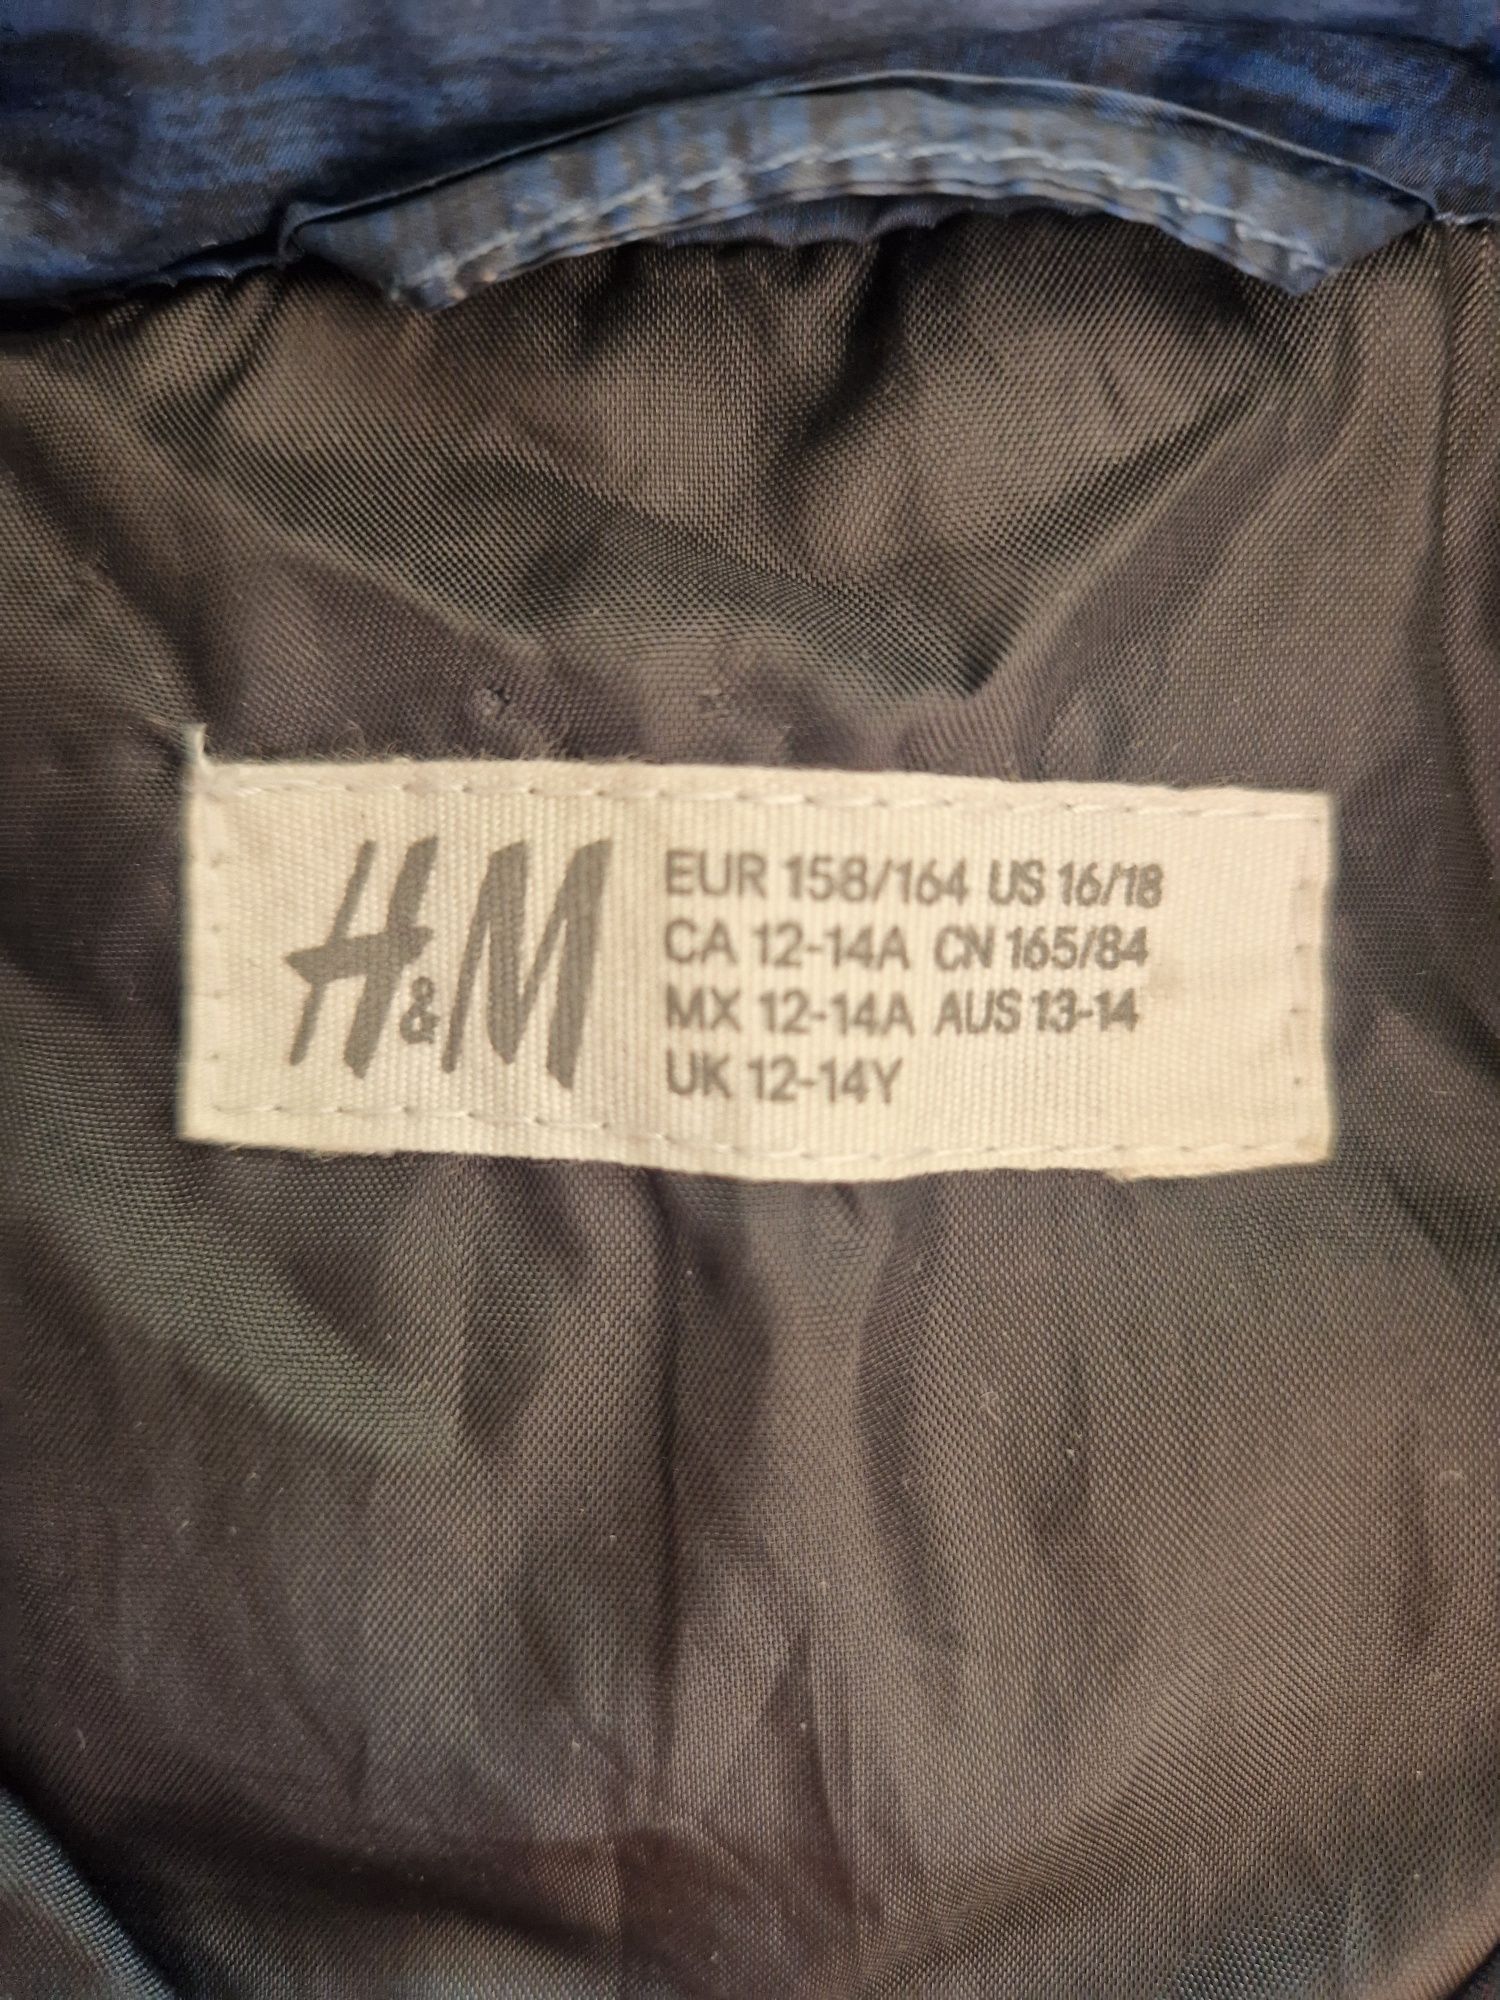 H&M
EUR 158/164 US 16/18
CA 12-14A CN 165/84
MX 12-14A AUS 13-14
UK 12-14Y